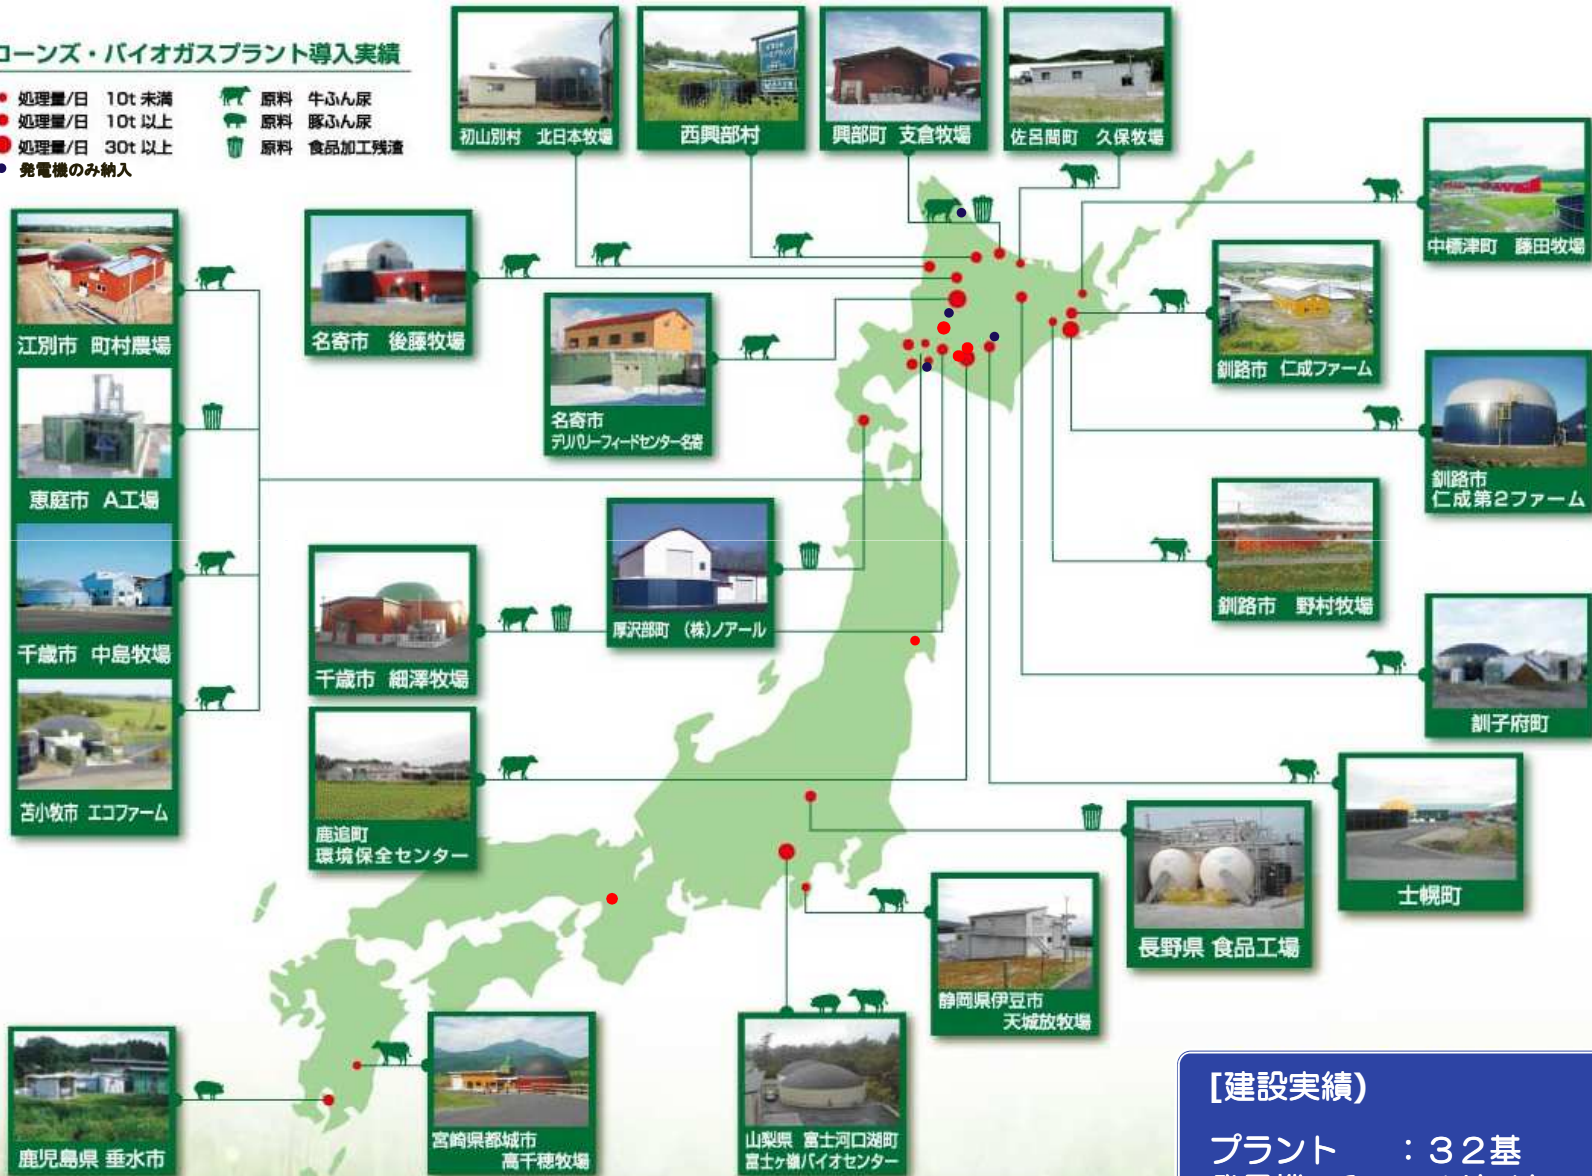 コーンズ・バイオガスプラント導入実績
処理量/日 10t 未満
原料 牛ふん尿
処理量/日 10t 以上
原料 豚ふん尿
処理量/日 30t 以上
原料 食品加工残渣
発電機のみ納入
初山別村 北日本牧場
西興部村
興部町 支倉牧場
佐呂間町 久保牧場
中標津町 藤田牧場
江別市 町村農場
名寄市 後藤牧場
名寄市
デリバリーフィードセンター名寄
釧路市 仁成ファーム
釧路市
仁成第2ファーム
恵庭市 A工場
千歳市 中島牧場
千歳市 細澤牧場
厚沢部町 (株)ノアール
釧路市 野村牧場
訓子府町
苫小牧市 エコファーム
鹿追町
環境保全センター
士幌町
長野県 食品工場
静岡県伊豆市
天城放牧場
鹿児島県 垂水市
宮崎県都城市
高千穂牧場
山梨県 富士河口湖町
富士ヶ嶺バイオセンター
[建設実績)
プラント :32基